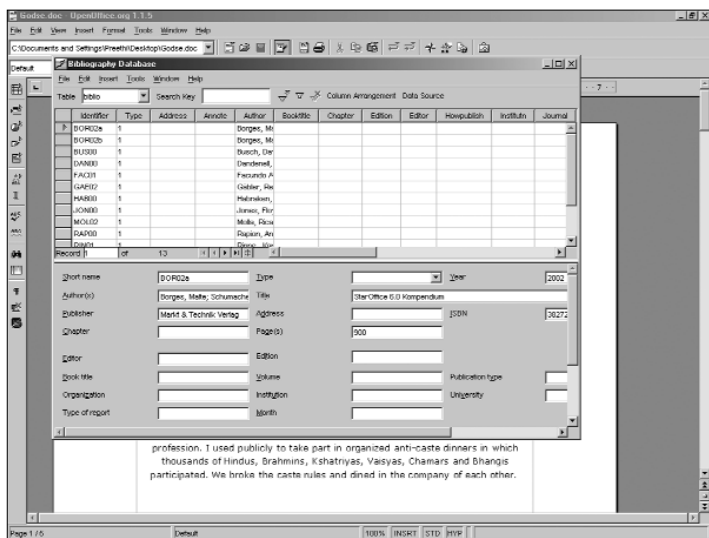 Godse.doc - OpenOffice.org 1.1.5
File Edit View Insert Format Tools Window Help
C:\Documents and Settings\Preethi\Desktop\Godse.doc
Default
Bibliography Database
File Edit Insert Tools Window Help
Table biblio Search Key Column Arrangement Data Source
Identifier Type Address Annote Author Booktitle Chapter Edition Editor Howpublish Institutn Journal
BOR02a 1 Borges, Ma
BOR02b 1 Borges, Ma
BUS00 1 Busch, Da
DAN00 1 Dandenell,
FAC01 1 Facundo A
GAE02 1 Gäbler, Re
HAB00 1 Habraken,
JON00 1 Jones, Floy
MOL02 1 Molla, Rica
RAP00 1 Rapion, An
Record 1 of 13
Short name BOR02a Type Year 2002
Author(s) Borges, Malte; Schumache Title StarOffice 6.0 Kompendium
Publisher Markt & Technik Verlag Address ISBN 38272
Chapter Page(s) 900
Editor Edition
Book title Volume Publication type
Organization Institution University
Type of report Month
profession. I used publicly to take part in organized anti-caste dinners in which
thousands of Hindus, Brahmins, Kshatriyas, Vaisyas, Chamars and Bhangis
participated. We broke the caste rules and dined in the company of each other.
Page 1 / 6 Default 100% INSRT STD HYP